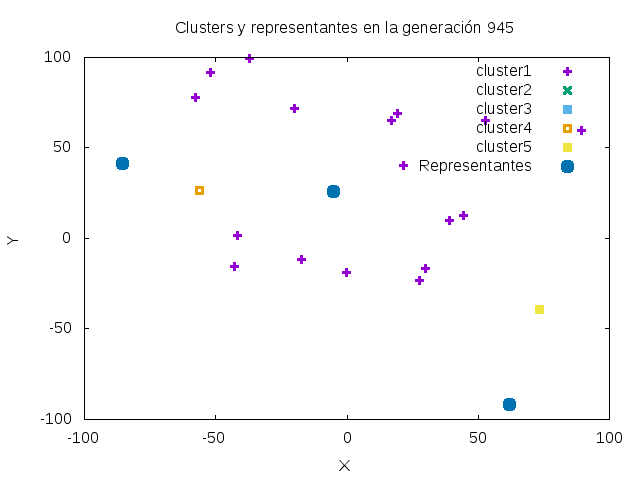 Clusters y representantes en la generación 945
100
50
0
-50
-100
Y
cluster1
cluster2
cluster3
cluster4
cluster5
Representantes
-100 -50 0 50 100
X